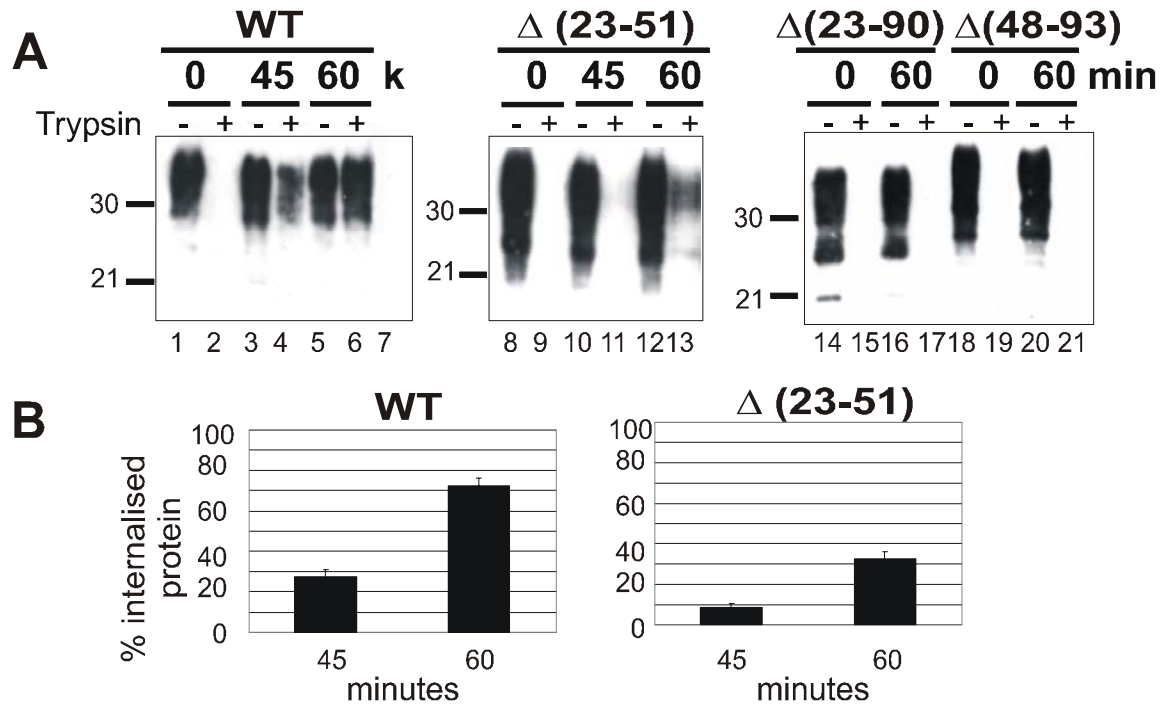 A
WT
Δ (23-51)
Δ(23-90) Δ(48-93)
0 45 60 k
0 45 60
0 60 0 60 min
Trypsin - + - + - +
- + - + - +
- + - + - + - +
30
21
30
21
30
21
1 2 3 4 5 6 7
8 9 10 11 12 13
14 15 16 17 18 19 20 21
B
WT
Δ (23-51)
% internalised
protein
100
80
60
40
20
0
45 60
minutes
100
80
60
40
20
0
45 60
minutes